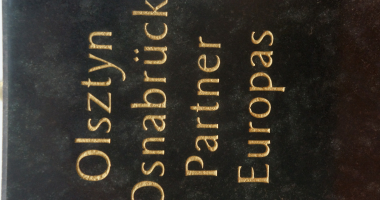 Olsztyn
Osnabrück
Partner
Europas